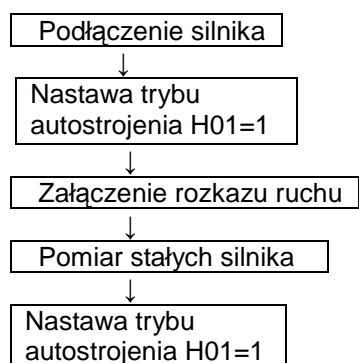 Podłączenie silnika
↓
Nastawa trybu
autostrojenia H01=1
↓
Załączenie rozkazu ruchu
↓
Pomiar stałych silnika
↓
Nastawa trybu
autostrojenia H01=1